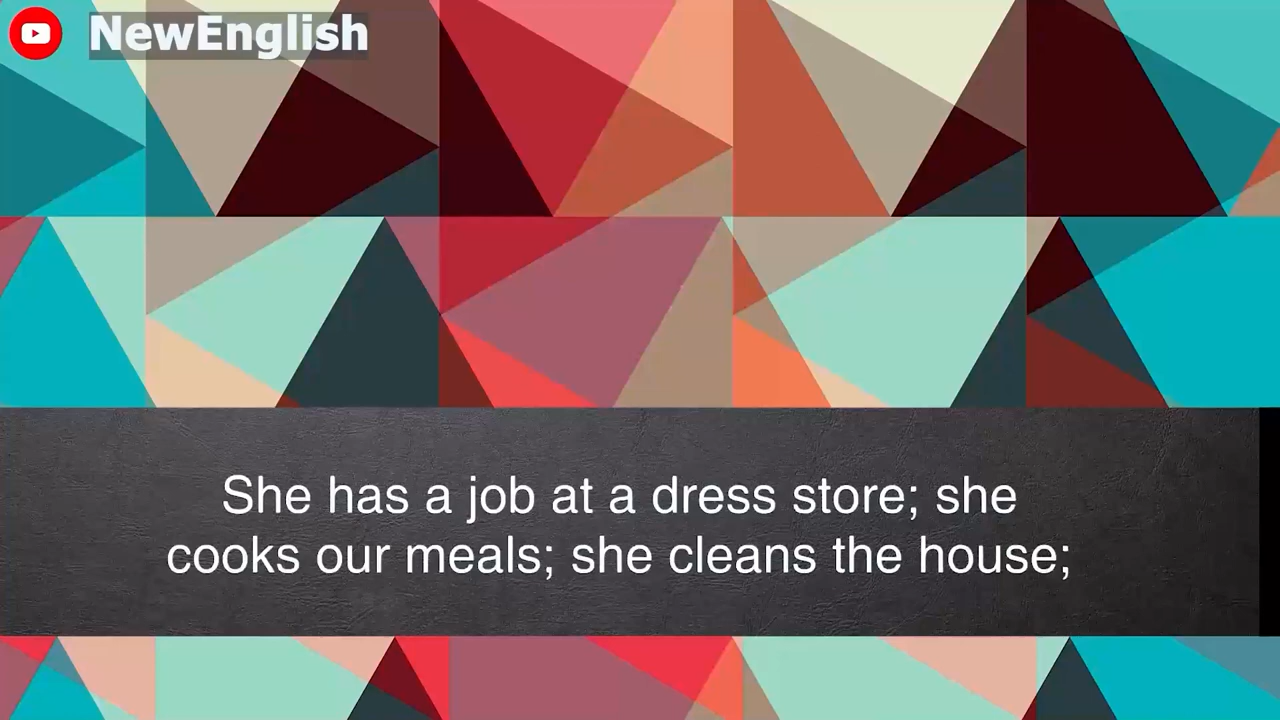 NewEnglish
She has a job at a dress store; she
cooks our meals; she cleans the house;